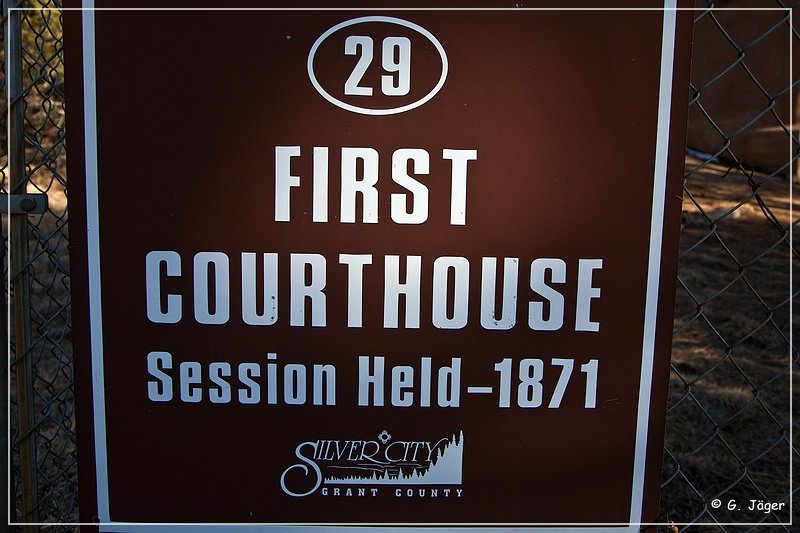 29
FIRST
COURTHOUSE
Session Held–1871
SILVER CITY
GRANT COUNTY
© G. Jäger